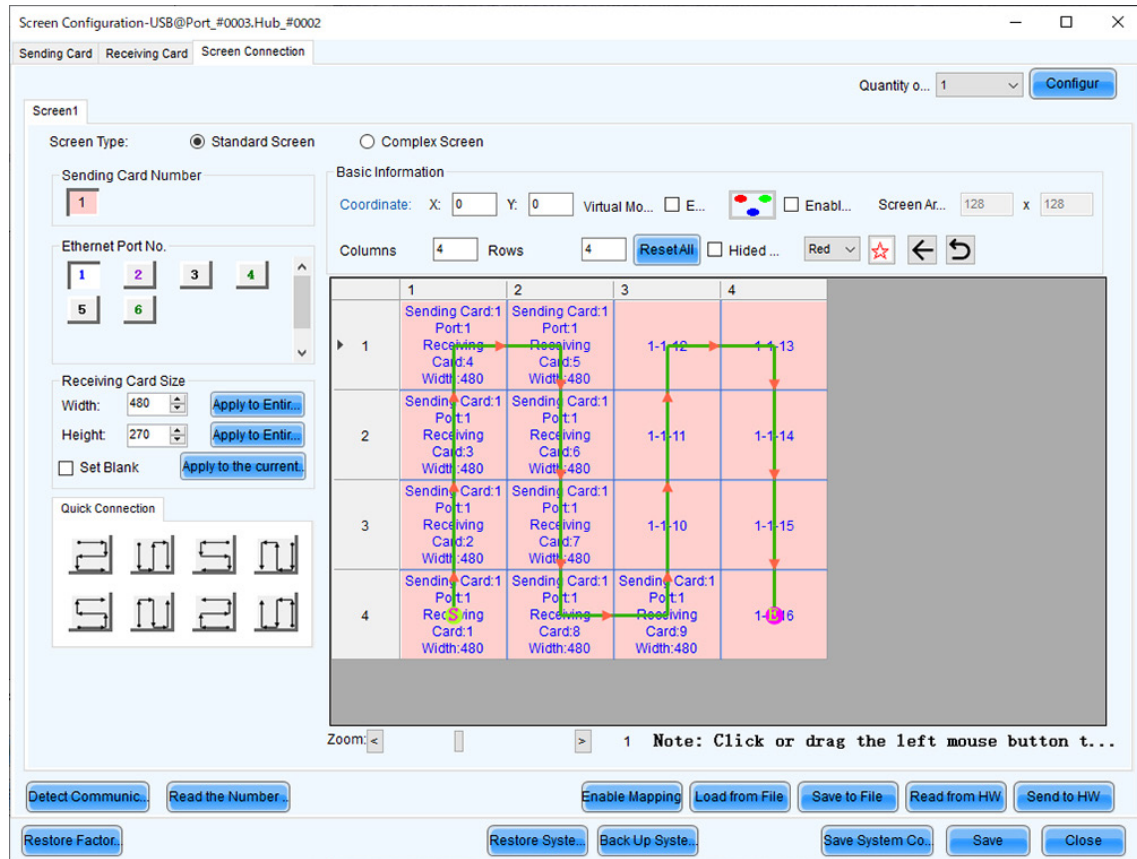 Screen Configuration-USB@Port_#0003.Hub_#0002
Sending Card Receiving Card Screen Connection
Quantity o... 1 Configur
Screen1
Screen Type: Standard Screen Complex Screen
Sending Card Number
1
Basic Information
Coordinate: X: 0 Y: 0 Virtual Mo... E... Enabl... Screen Ar... 128 x 128
Columns 4 Rows 4 Reset All Hided ... Red
Ethernet Port No.
1 2 3 4
5 6
Receiving Card Size
Width: 480 Apply to Entir...
Height: 270 Apply to Entir...
Set Blank Apply to the current.
Quick Connection
1 2 3 4
1
Sending Card:1
Port:1
Receiving
Card:4
Width:480
Sending Card:1
Port:1
Receiving
Card:5
Width:480
1-1-12
1-1-13
2
Sending Card:1
Port:1
Receiving
Card:3
Width:480
Sending Card:1
Port:1
Receiving
Card:6
Width:480
1-1-11
1-1-14
3
Sending Card:1
Port:1
Receiving
Card:2
Width:480
Sending Card:1
Port:1
Receiving
Card:7
Width:480
1-1-10
1-1-15
4
Sending Card:1
Port:1
Receiving
Card:1
Width:480
S
Sending Card:1
Port:1
Receiving
Card:8
Width:480
Sending Card:1
Port:1
Receiving
Card:9
Width:480
1-1-16
E
Zoom: < > 1 Note: Click or drag the left mouse button t...
Detect Communic... Read the Number .. Enable Mapping Load from File Save to File Read from HW Send to HW
Restore Factor... Restore Syste... Back Up Syste... Save System Co.. Save Close